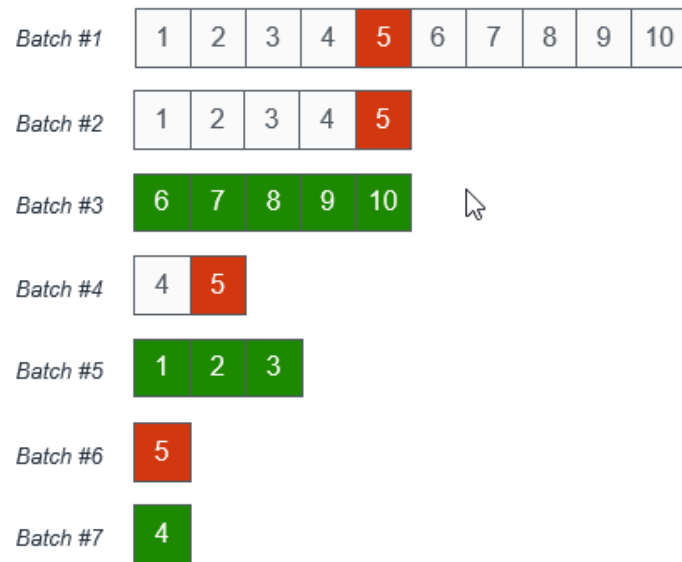 Batch #1 1 2 3 4 5 6 7 8 9 10
Batch #2 1 2 3 4 5
Batch #3 6 7 8 9 10
Batch #4 4 5
Batch #5 1 2 3
Batch #6 5
Batch #7 4